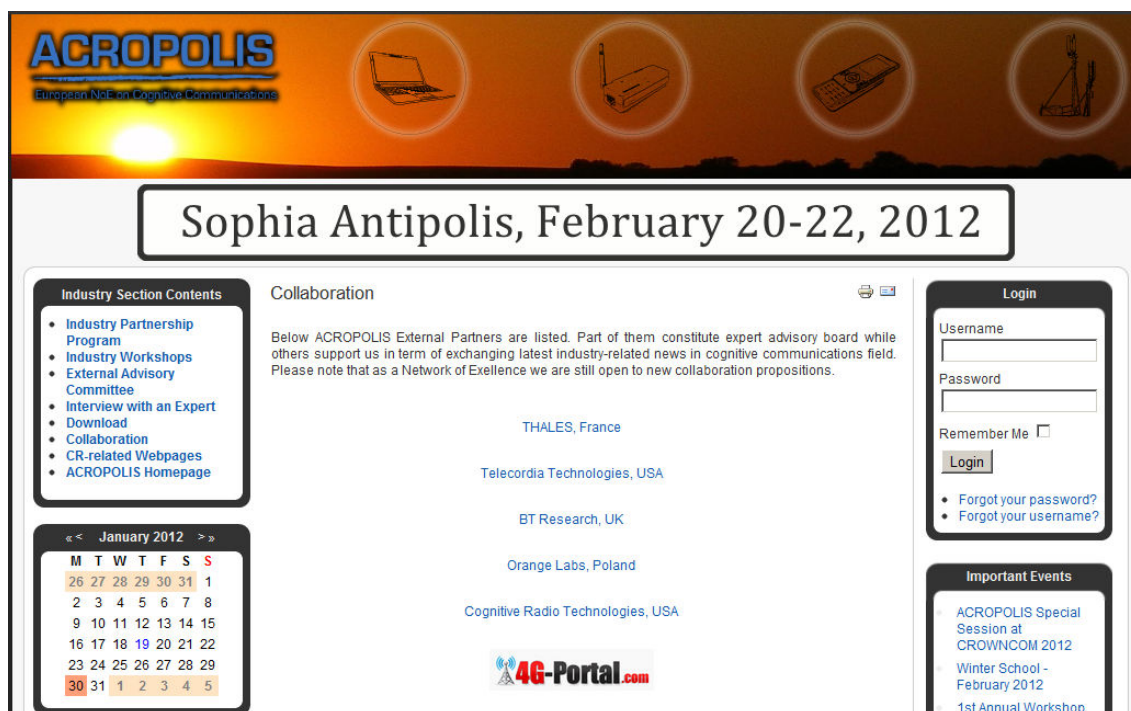 ACROPOLIS
European NoE on Cognitive Communications
Sophia Antipolis, February 20-22, 2012
Industry Section Contents
Industry Partnership
Program
Industry Workshops
External Advisory
Committee
Interview with an Expert
Download
Collaboration
CR-related Webpages
ACROPOLIS Homepage
« < January 2012 > »
M T W T F S S
26 27 28 29 30 31 1
2 3 4 5 6 7 8
9 10 11 12 13 14 15
16 17 18 19 20 21 22
23 24 25 26 27 28 29
30 31 1 2 3 4 5
Collaboration
Below ACROPOLIS External Partners are listed. Part of them constitute expert advisory board while
others support us in term of exchanging latest industry-related news in cognitive communications field.
Please note that as a Network of Exellence we are still open to new collaboration propositions.
THALES, France
Telecordia Technologies, USA
BT Research, UK
Orange Labs, Poland
Cognitive Radio Technologies, USA
4G-Portal.com
Login
Username
Password
Remember Me
Login
Forgot your password?
Forgot your username?
Important Events
ACROPOLIS Special
Session at
CROWNCOM 2012
Winter School -
February 2012
1st Annual Workshop